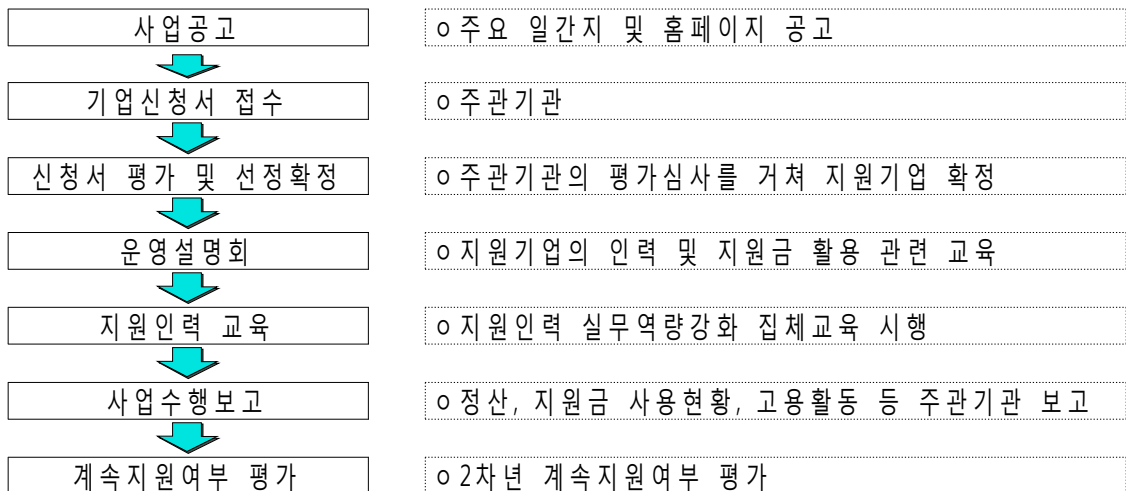 사업공고
ㅇ주요 일간지 및 홈페이지 공고
기업신청서 접수
ㅇ주관기관
신청서 평가 및 선정확정
ㅇ주관기관의 평가심사를 거쳐 지원기업 확정
운영설명회
ㅇ지원기업의 인력 및 지원금 활용 관련 교육
지원인력 교육
ㅇ지원인력 실무역량강화 집체교육 시행
사업수행보고
ㅇ정산, 지원금 사용현황, 고용활동 등 주관기관 보고
계속지원여부 평가
ㅇ2차년 계속지원여부 평가